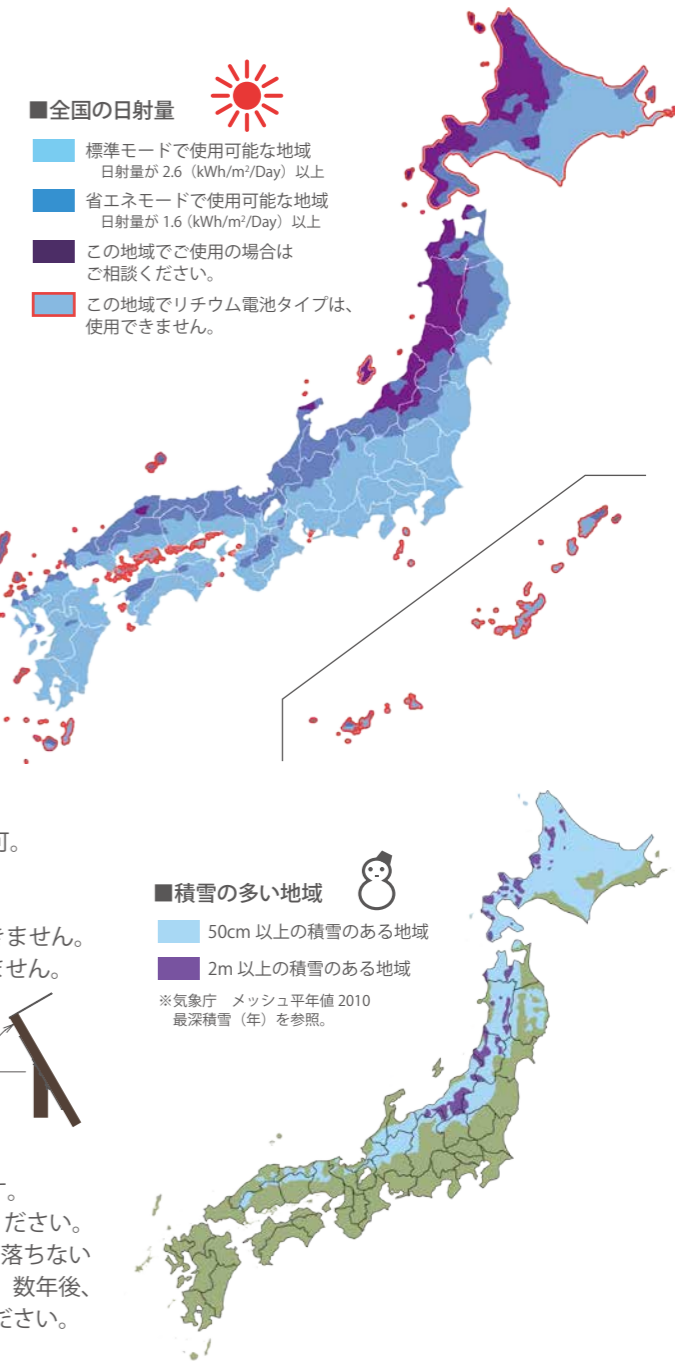 ■全国の日射量
標準モードで使用可能な地域
日射量が 2.6（kWh/m²/Day）以上
省エネモードで使用可能な地域
日射量が 1.6（kWh/m²/Day）以上
この地域でご使用の場合は
ご相談ください。
この地域でリチウム電池タイプは、
使用できません。
可。
きません。
ません。
■積雪の多い地域
50cm 以上の積雪のある地域
2m 以上の積雪のある地域
※気象庁　メッシュ平年値 2010
最深積雪（年）を参照。
す。
ください。
落ちない
数年後、
ださい。